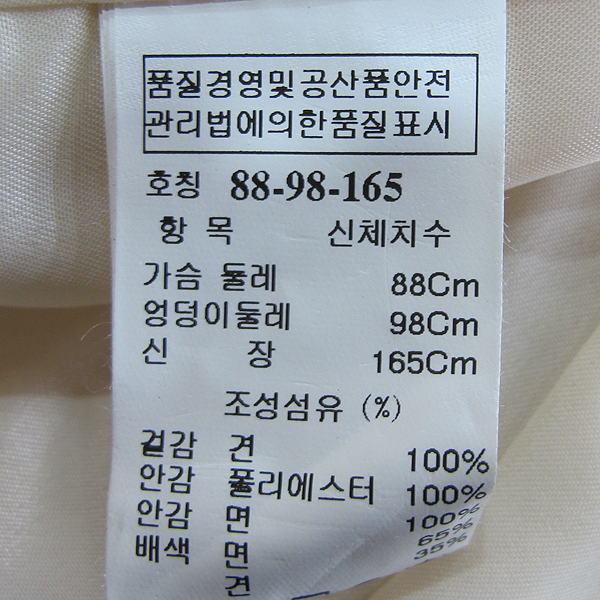 품질경영및공산품안전
관리법에의한품질표시
호칭 88-98-165
항 목 신체치수
가슴 둘레 88Cm
엉덩이둘레 98Cm
신 장 165Cm
조성섬유 (%)
겉감 견 100%
안감 폴리에스터 100%
안감 면 100%
배색 면 65%
견 35%